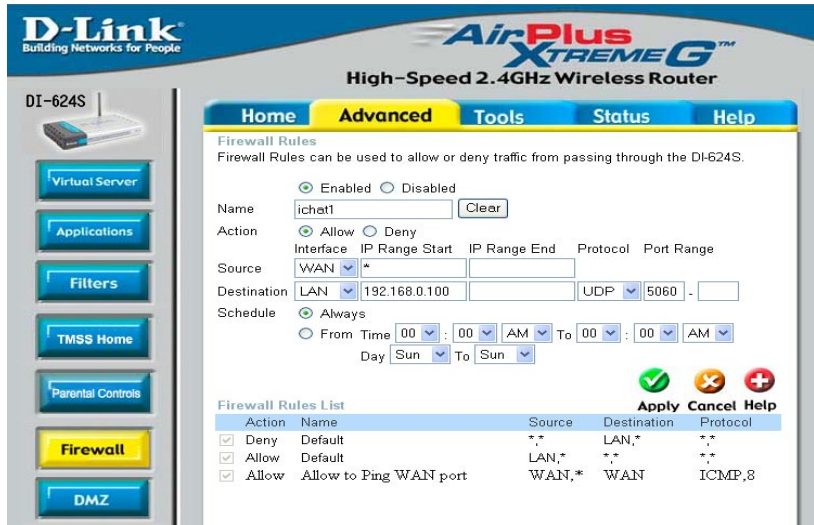 D-Link
Building Networks for People
AirPlus
XTREME G™
High-Speed 2.4GHz Wireless Router
DI-624S
Home Advanced Tools Status Help
Virtual Server
Applications
Filters
TMSS Home
Parental Controls
Firewall
DMZ
Firewall Rules
Firewall Rules can be used to allow or deny traffic from passing through the DI-624S.
Enabled Disabled
Name ichat1 Clear
Action Allow Deny
Interface IP Range Start IP Range End Protocol Port Range
Source WAN *
Destination LAN 192.168.0.100 UDP 5060 -
Schedule Always
From Time 00 : 00 AM To 00 : 00 AM
Day Sun To Sun
Apply Cancel Help
Firewall Rules List
Action Name Source Destination Protocol
Deny Default *,* LAN,* *,*
Allow Default LAN,* *,* *,*
Allow Allow to Ping WAN port WAN,* WAN ICMP,8